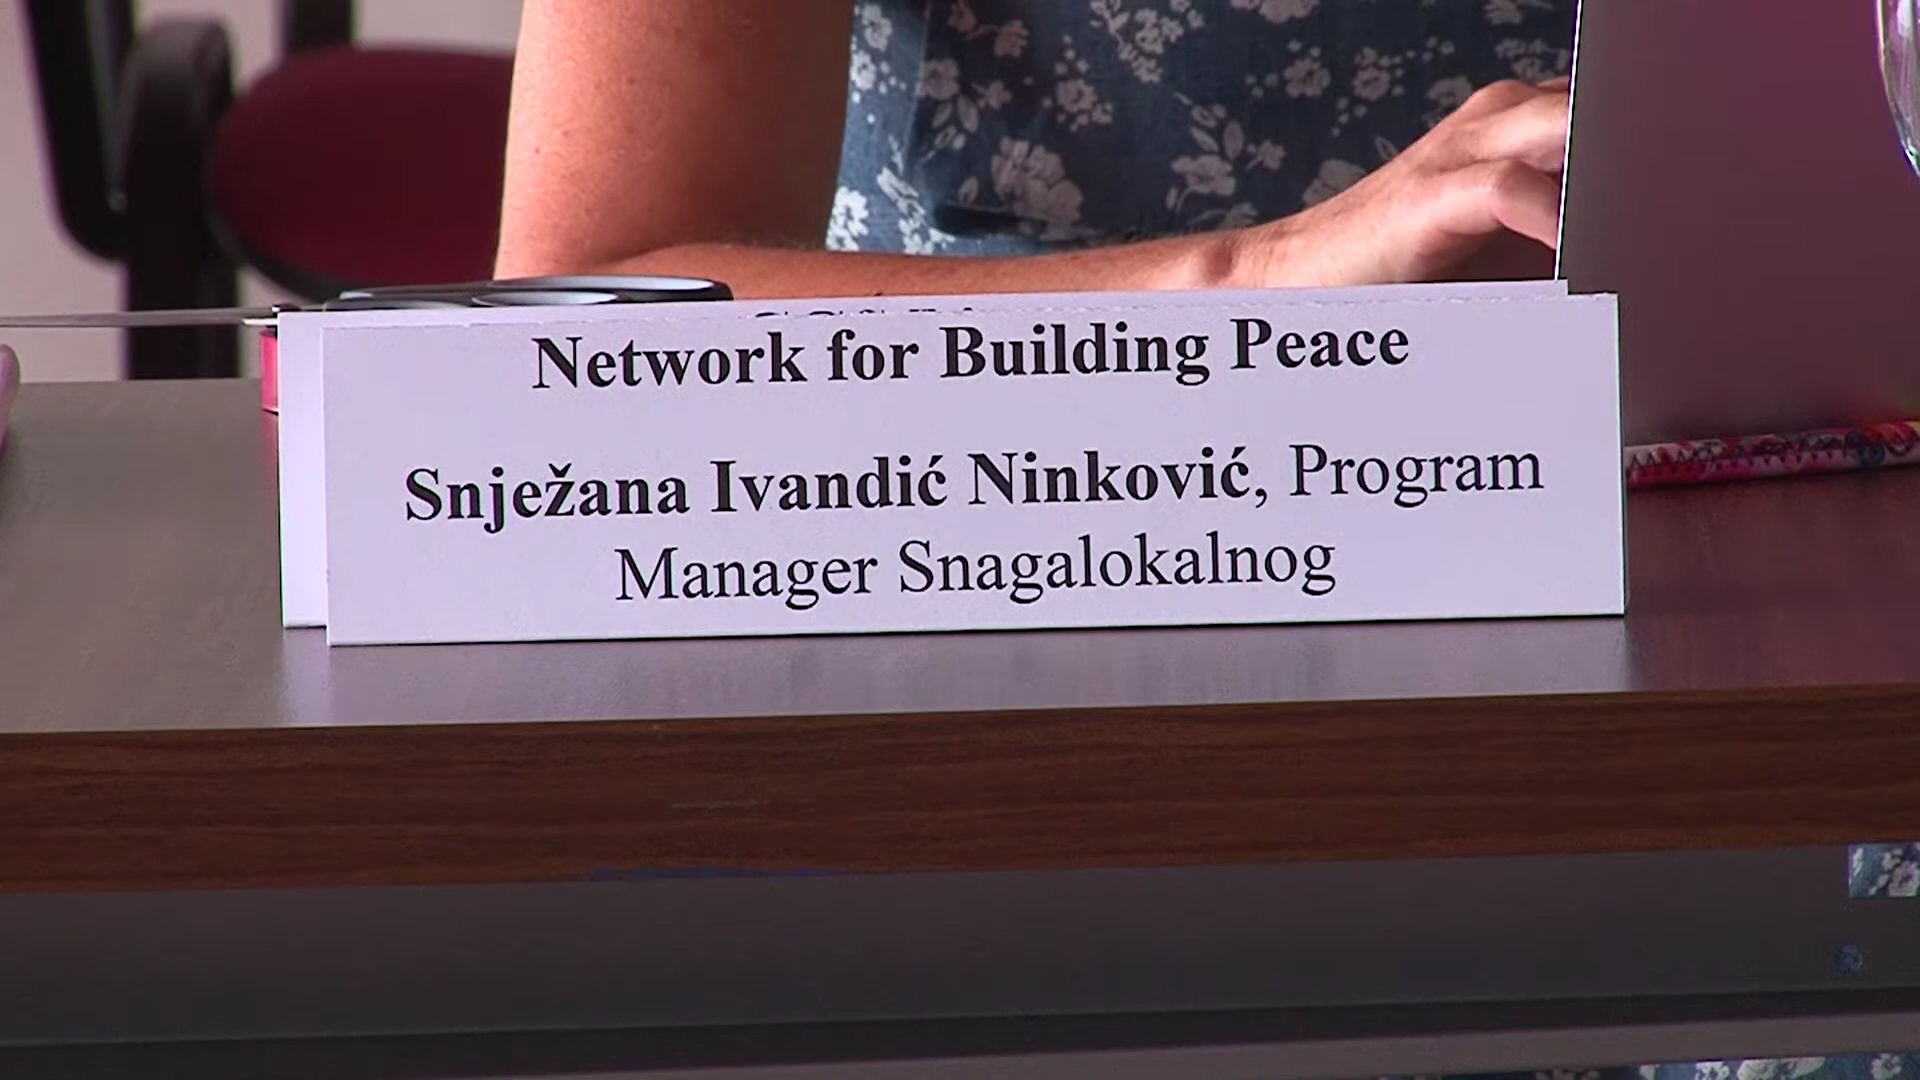 Network for Building Peace
Snježana Ivandić Ninković, Program
Manager Snagalokalnog